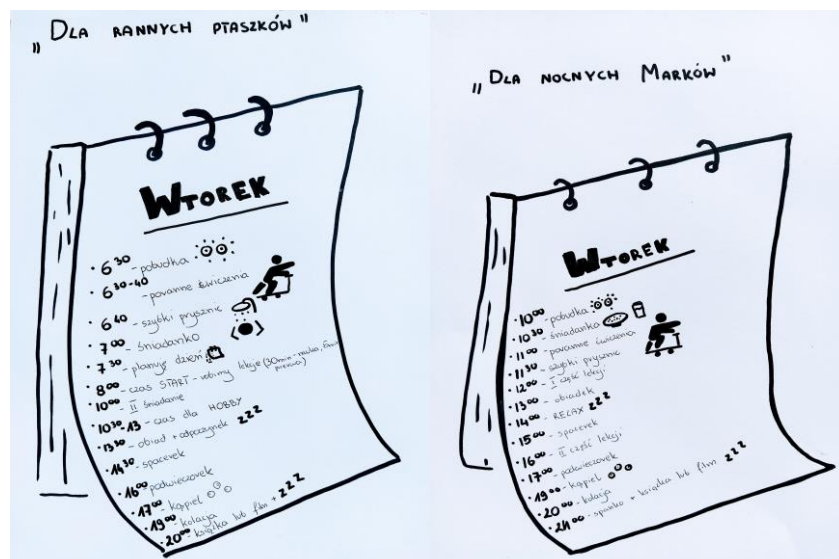 „DLA RANNYCH PTASZKÓW"
WTOREK
• 6³⁰ - pobudka
• 6³⁰⁻⁴⁰ - poranne ćwiczenia
• 6⁴⁰ - szybki prysznic
• 7⁰⁰ - śniadanko
• 7³⁰ - planuję dzień
• 8⁰⁰ - czas START - robimy lekcje (30min - nauka, 5min
przerwa)
• 10⁰⁰ - II śniadanie
• 10³⁰-13 - czas dla HOBBY
• 13³⁰ - obiad + odpoczynek zzz
• 14³⁰ - spacerek
• 16⁰⁰ podwieczorek
• 17⁰⁰ - kąpiel
• 19⁰⁰ - kolacja
• 20⁰⁰ - książka lub film + zzz
„DLA NOCNYCH MARKÓW"
WTOREK
• 10⁰⁰ - pobudka
• 10³⁰ - śniadanko
• 11⁰⁰ - poranne ćwiczenia
• 11³⁰ - szybki prysznic
• 12⁰⁰ - I część lekcji
• 13⁰⁰ - obiadek
• 14⁰⁰ - RELAX zzz
• 15⁰⁰ - spacerek
• 16⁰⁰ - II część lekcji
• 17⁰⁰ - podwieczorek
• 19⁰⁰ - kąpiel
• 20⁰⁰ - kolacja
• 24⁰⁰ - spanko + książka lub film zzz